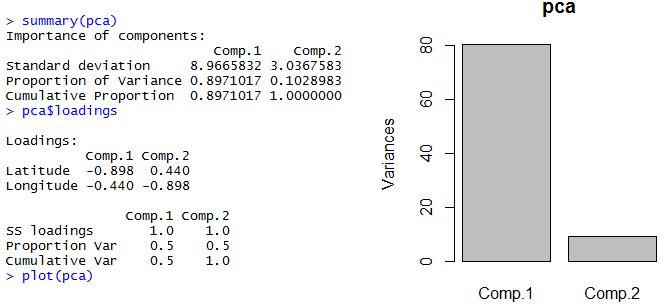 > summary(pca)
Importance of components:
Comp.1 Comp.2
Standard deviation 8.9665832 3.0367583
Proportion of Variance 0.8971017 0.1028983
Cumulative Proportion 0.8971017 1.0000000
> pca$loadings
Loadings:
Comp.1 Comp.2
Latitude -0.898 0.440
Longitude -0.440 -0.898
Comp.1 Comp.2
SS loadings 1.0 1.0
Proportion Var 0.5 0.5
Cumulative Var 0.5 1.0
> plot(pca)
pca
Variances
80
60
40
20
0
Comp.1 Comp.2